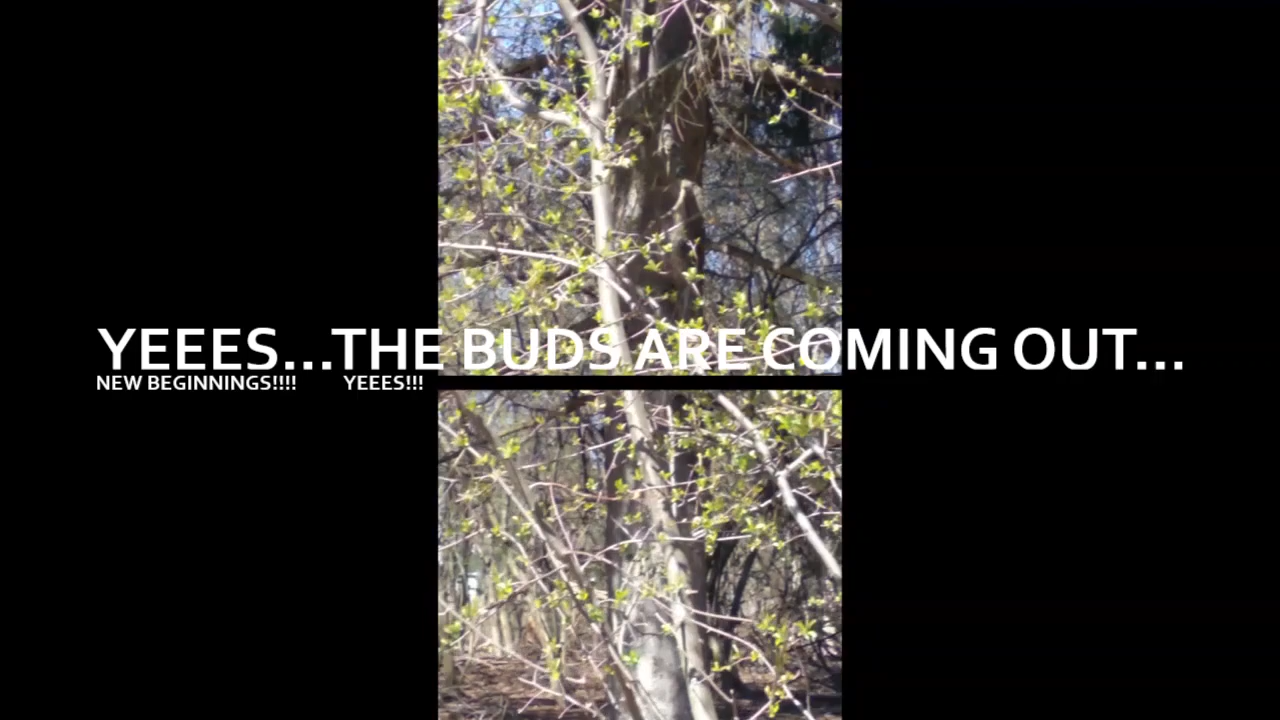 YEEES...THE BUDS ARE COMING OUT...
NEW BEGINNINGS!!!! YEEES!!!